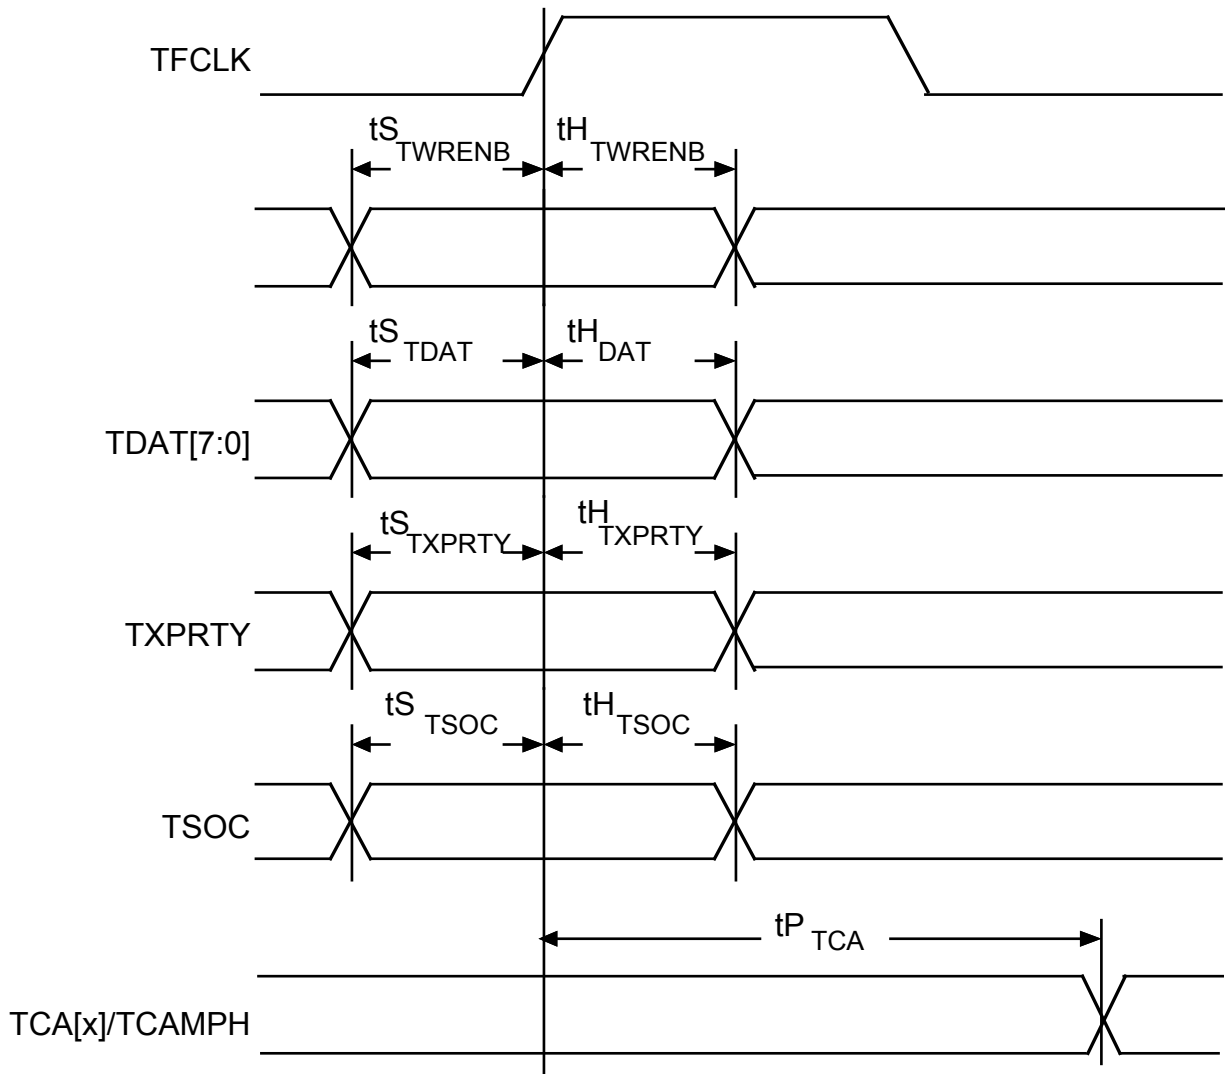 TFCLK
tS TWRENB tH TWRENB
tS TDAT tH DAT
TDAT[7:0]
tS TXPRTY tH TXPRTY
TXPRTY
tS TSOC tH TSOC
TSOC
tP TCA
TCA[x]/TCAMPH